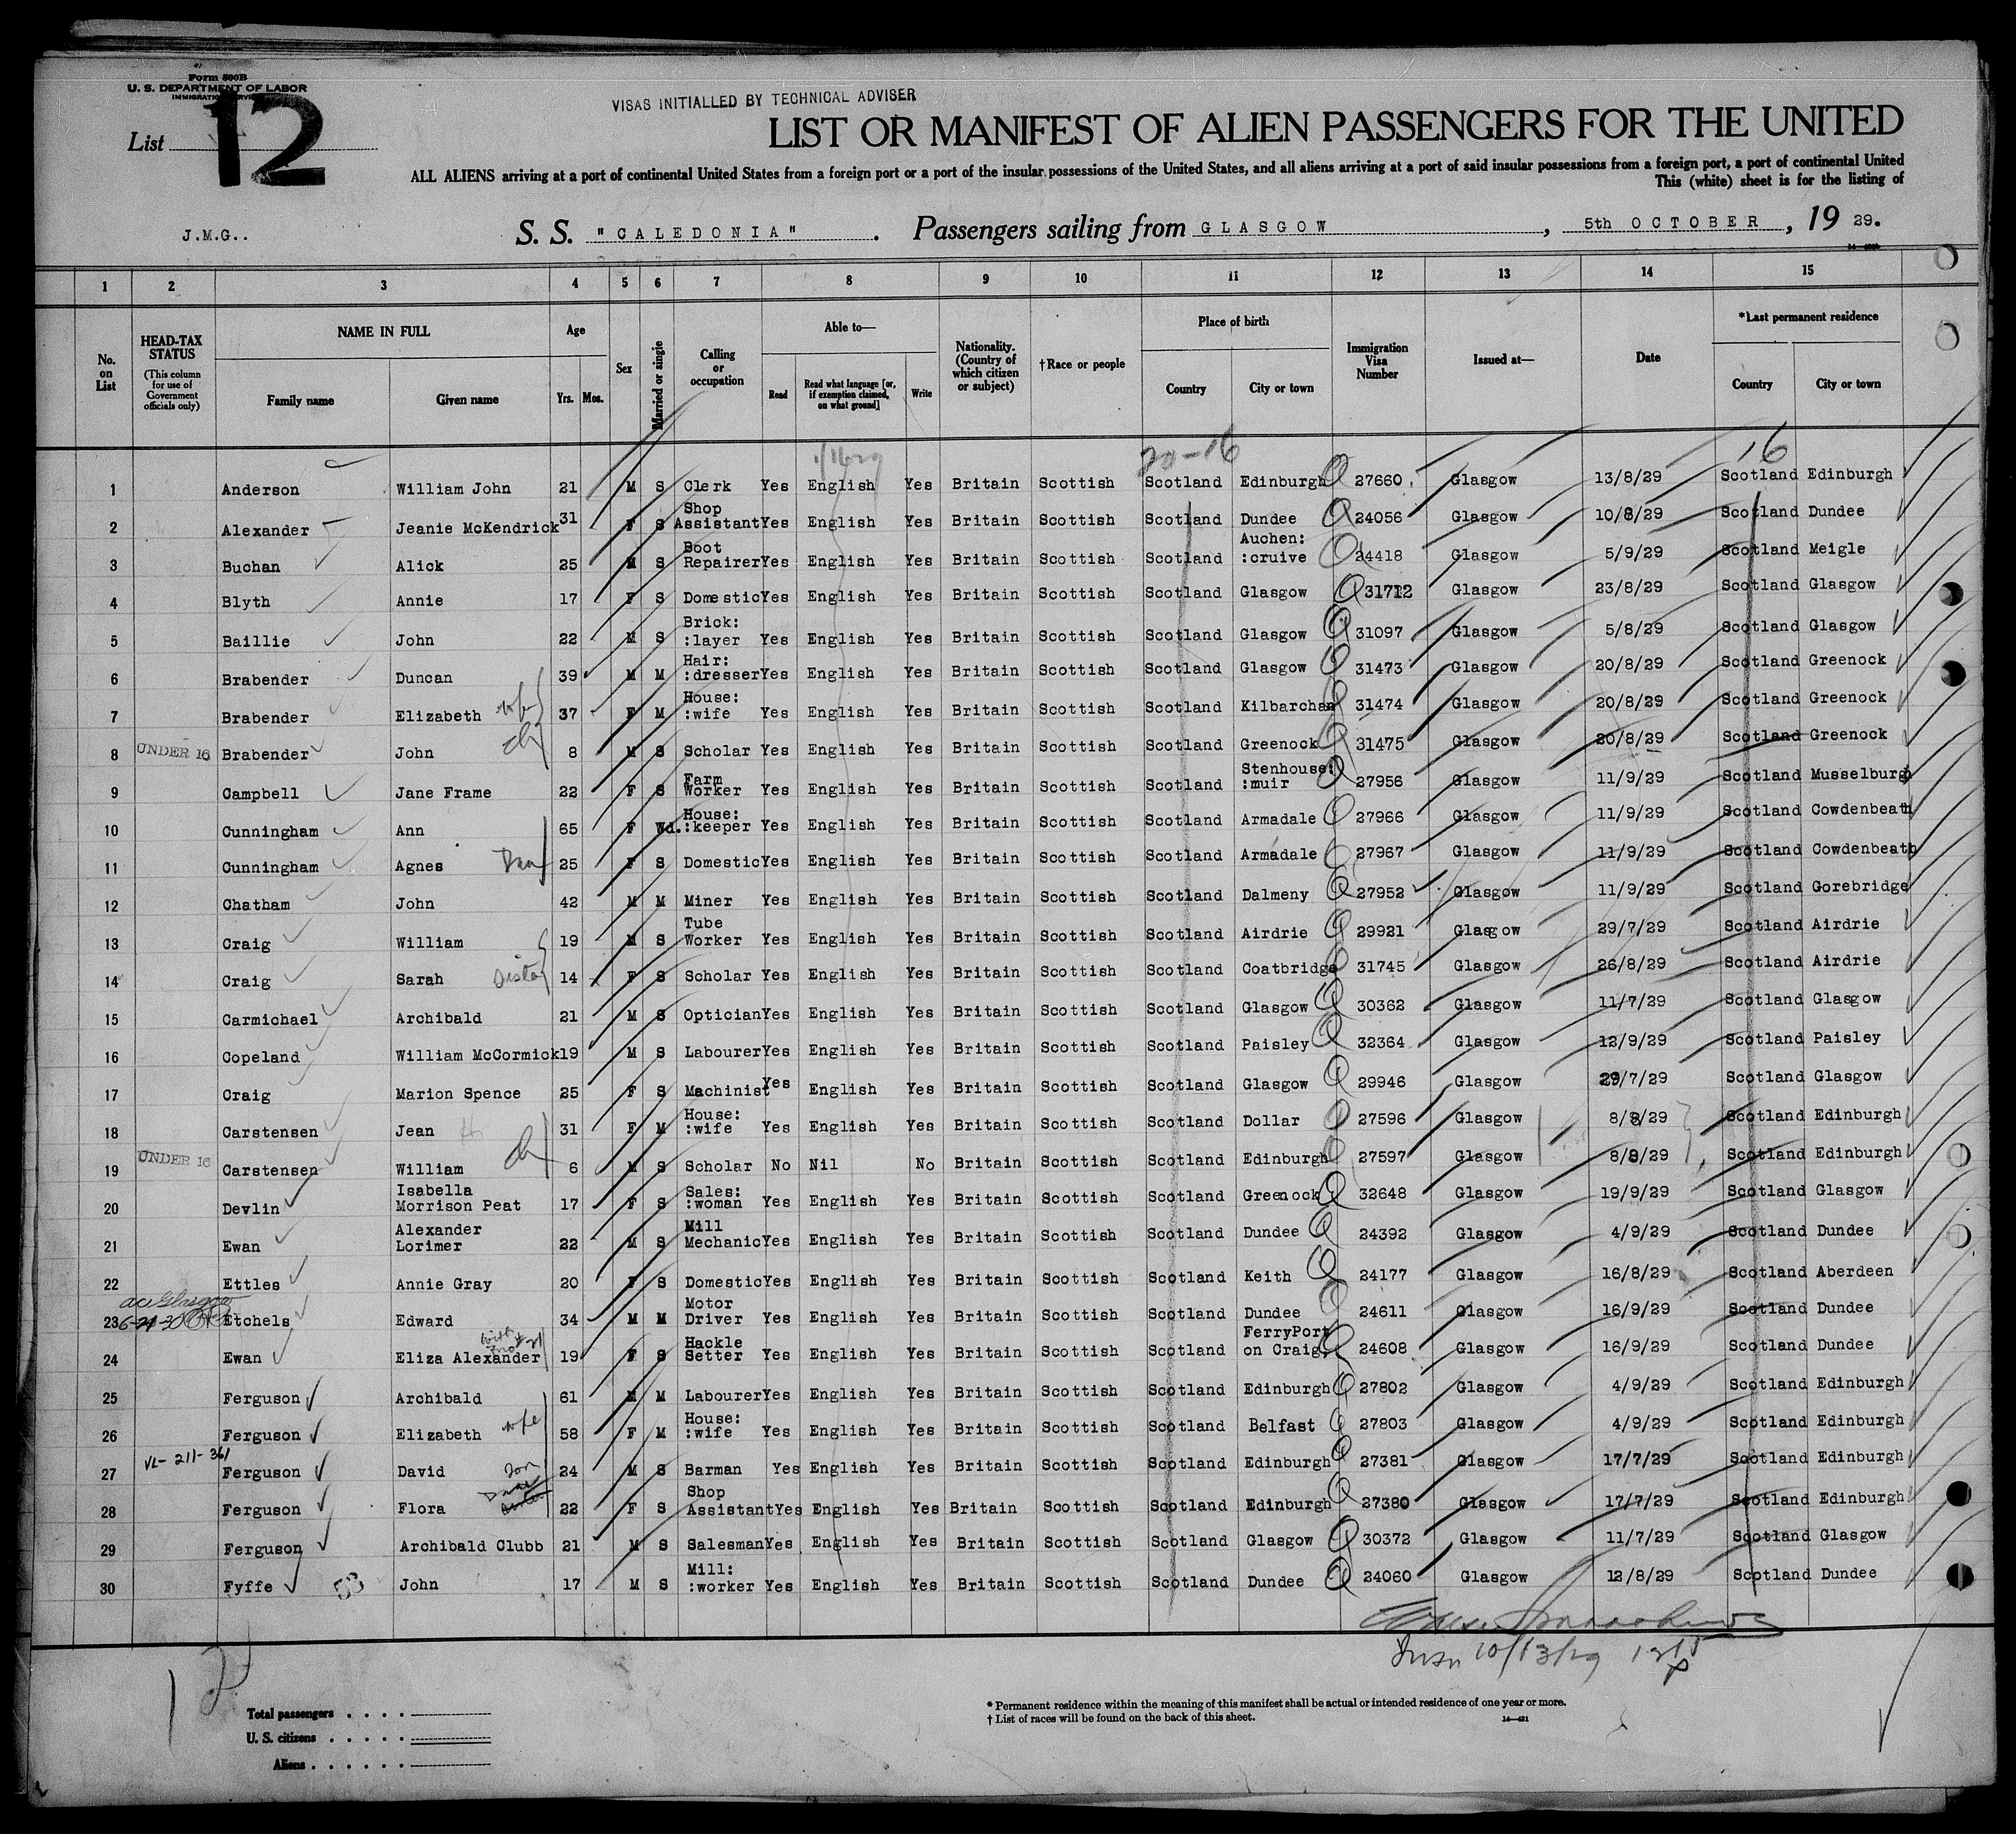 Form 500B
U. S. DEPARTMENT OF LABOR
VISAS INITIALLED BY TECHNICAL ADVISER
List 12
LIST OR MANIFEST OF ALIEN PASSENGERS FOR THE UNITED
ALL ALIENS arriving at a port of continental United States from a foreign port or a port of the insular possessions of the United States, and all aliens arriving at a port of said insular possessions from a foreign port, a port of continental United
This (white) sheet is for the listing of
J.M.G..
S. S. "CALEDONIA" . Passengers sailing from GLASGOW , 5th OCTOBER , 19 29.
1 2 3 4 5 6 7 8 9 10 11 12 13 14 15
No. on List
HEAD-TAX STATUS
(This column for use of Government officials only)
NAME IN FULL
Family name Given name
Age
Yrs. Mos.
Sex
Married or single
Calling or occupation
Able to—
Read
Read what language [or, if exemption claimed, on what ground]
Write
Nationality. (Country of which citizen or subject)
†Race or people
Place of birth
Country City or town
Immigration Visa Number
Issued at—
Date
*Last permanent residence
Country City or town
20-16 16
1 Anderson William John 21 M S Clerk Yes English Yes Britain Scottish Scotland Edinburgh 27660 Glasgow 13/8/29 Scotland Edinburgh
2 Alexander Jeanie McKendrick 31 F S Shop Assistant Yes English Yes Britain Scottish Scotland Dundee 24056 Glasgow 10/8/29 Scotland Dundee
3 Buchan Alick 25 M S Boot Repairer Yes English Yes Britain Scottish Scotland Auchen: :cruive 24418 Glasgow 5/9/29 Scotland Meigle
4 Blyth Annie 17 F S Domestic Yes English Yes Britain Scottish Scotland Glasgow 31712 Glasgow 23/8/29 Scotland Glasgow
5 Baillie John 22 M S Brick: :layer Yes English Yes Britain Scottish Scotland Glasgow 31097 Glasgow 5/8/29 Scotland Glasgow
6 Brabender Duncan 39 M M Hair: :dresser Yes English Yes Britain Scottish Scotland Glasgow 31473 Glasgow 20/8/29 Scotland Greenock
7 Brabender Elizabeth wife 37 F M House: :wife Yes English Yes Britain Scottish Scotland Kilbarchan 31474 Glasgow 20/8/29 Scotland Greenock
8 UNDER 16 Brabender John 8 M S Scholar Yes English Yes Britain Scottish Scotland Greenock 31475 Glasgow 20/8/29 Scotland Greenock
9 Campbell Jane Frame 22 F S Farm Worker Yes English Yes Britain Scottish Scotland Stenhouse: :muir 27956 Glasgow 11/9/29 Scotland Musselburgh
10 Cunningham Ann 65 F Wd. House: :keeper Yes English Yes Britain Scottish Scotland Armadale 27966 Glasgow 11/9/29 Scotland Cowdenbeath
11 Cunningham Agnes Dau 25 F S Domestic Yes English Yes Britain Scottish Scotland Armadale 27967 Glasgow 11/9/29 Scotland Cowdenbeath
12 Chatham John 42 M M Miner Yes English Yes Britain Scottish Scotland Dalmeny 27952 Glasgow 11/9/29 Scotland Gorebridge
13 Craig William 19 M S Tube Worker Yes English Yes Britain Scottish Scotland Airdrie 29921 Glasgow 29/7/29 Scotland Airdrie
14 Craig Sarah Sister 14 F S Scholar Yes English Yes Britain Scottish Scotland Coatbridge 31745 Glasgow 26/8/29 Scotland Airdrie
15 Carmichael Archibald 21 M S Optician Yes English Yes Britain Scottish Scotland Glasgow 30362 Glasgow 11/7/29 Scotland Glasgow
16 Copeland William McCormick 19 M S Labourer Yes English Yes Britain Scottish Scotland Paisley 32364 Glasgow 12/9/29 Scotland Paisley
17 Craig Marion Spence 25 F S Machinist Yes English Yes Britain Scottish Scotland Glasgow 29946 Glasgow 29/7/29 Scotland Glasgow
18 Carstensen Jean 31 F M House: :wife Yes English Yes Britain Scottish Scotland Dollar 27596 Glasgow 8/8/29 Scotland Edinburgh
19 UNDER 16 Carstensen William 6 M S Scholar No Nil No Britain Scottish Scotland Edinburgh 27597 Glasgow 8/8/29 Scotland Edinburgh
20 Devlin Isabella Morrison Peat 17 F S Sales: :woman Yes English Yes Britain Scottish Scotland Greenock 32648 Glasgow 19/9/29 Scotland Glasgow
21 Ewan Alexander Lorimer 22 M S Mill Mechanic Yes English Yes Britain Scottish Scotland Dundee 24392 Glasgow 4/9/29 Scotland Dundee
22 Ettles Annie Gray 20 F S Domestic Yes English Yes Britain Scottish Scotland Keith 24177 Glasgow 16/8/29 Scotland Aberdeen
23 Etchels Edward 34 M M Motor Driver Yes English Yes Britain Scottish Scotland Dundee 24611 Glasgow 16/9/29 Scotland Dundee
24 Ewan Eliza Alexander 19 F S Hackle Setter Yes English Yes Britain Scottish Scotland FerryPort on Craig. 24608 Glasgow 16/9/29 Scotland Dundee
25 Ferguson Archibald 61 M M Labourer Yes English Yes Britain Scottish Scotland Edinburgh 27802 Glasgow 4/9/29 Scotland Edinburgh
26 Ferguson Elizabeth wife 58 F M House: :wife Yes English Yes Britain Scottish Scotland Belfast 27803 Glasgow 4/9/29 Scotland Edinburgh
VL-211-361
27 Ferguson David Son 24 M S Barman Yes English Yes Britain Scottish Scotland Edinburgh 27381 Glasgow 17/7/29 Scotland Edinburgh
28 Ferguson Flora 22 F S Shop Assistant Yes English Yes Britain Scottish Scotland Edinburgh 27380 Glasgow 17/7/29 Scotland Edinburgh
29 Ferguson Archibald Clubb 21 M S Salesman Yes English Yes Britain Scottish Scotland Glasgow 30372 Glasgow 11/7/29 Scotland Glasgow
30 Fyffe 53 John 17 M S Mill: :worker Yes English Yes Britain Scottish Scotland Dundee 24060 Glasgow 12/8/29 Scotland Dundee
10/13/29
Total passengers . . . .
U. S. citizens . . . . .
Aliens . . . . . .
* Permanent residence within the meaning of this manifest shall be actual or intended residence of one year or more.
† List of races will be found on the back of this sheet.